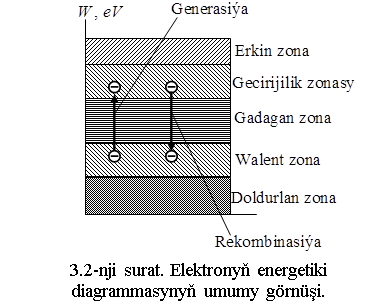 W, eV
Generasiýa
Erkin zona
Gecirijilik zonasy
Gadagan zona
Walent zona
Doldurlan zona
Rekombinasiýa
3.2-nji surat. Elektronyň energetiki
diagrammasynyň umumy görnüşi.